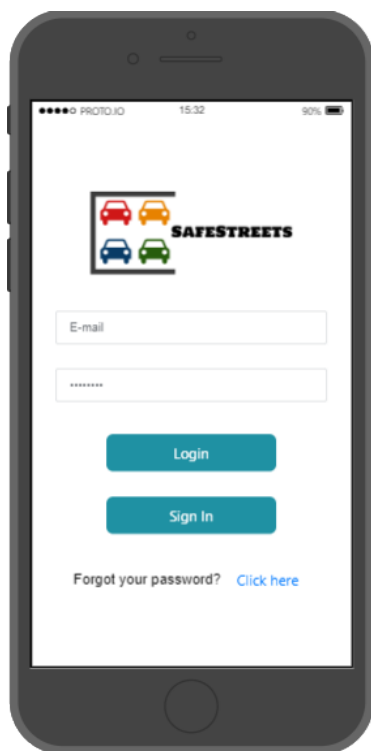 PROTO.IO 15:32 90%
SAFESTREETS
E-mail
••••••••
Login
Sign In
Forgot your password? Click here